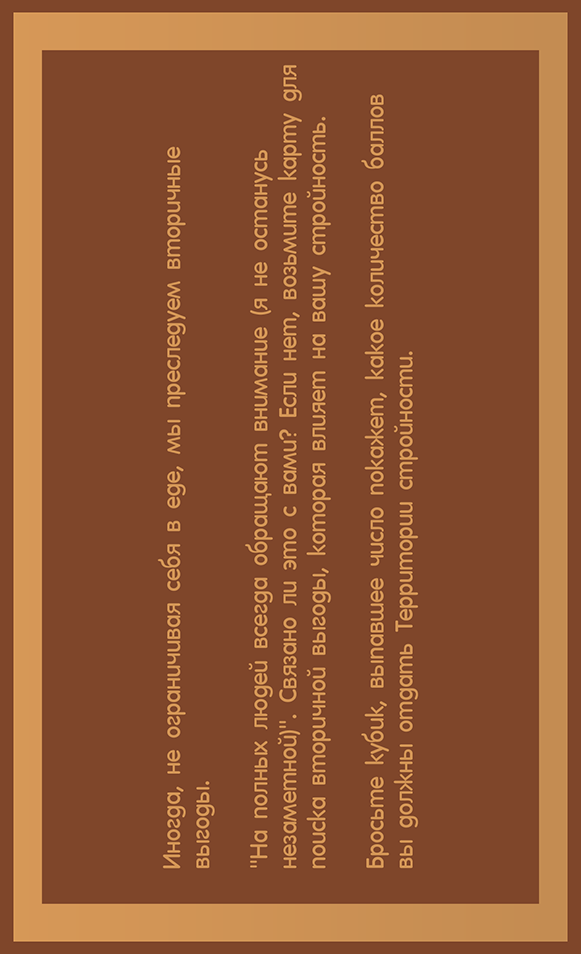 Иногда, не ограничивая себя в еде, мы преследуем вторичные
выгоды.
"На полных людей всегда обращают внимание (я не останусь
незаметной)". Связано ли это с вами? Если нет, возьмите карту для
поиска вторичной выгоды, которая влияет на вашу стройность.
Бросьте кубик, выпавшее число покажет, какое количество баллов
вы должны отдать Территории стройности.